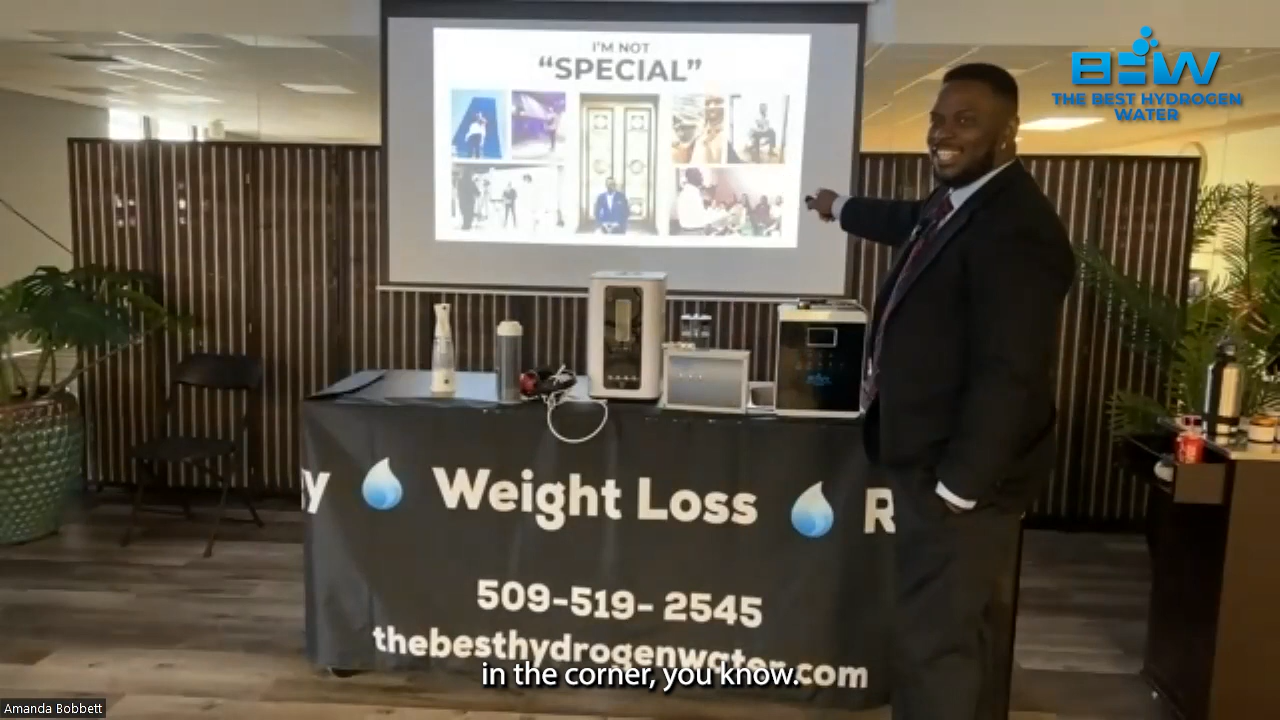 I'M NOT
“SPECIAL”
BHW
THE BEST HYDROGEN
WATER
y Weight Loss R
509-519- 2545
thebesthydrogenwater.com
in the corner, you know.
Amanda Bobbett